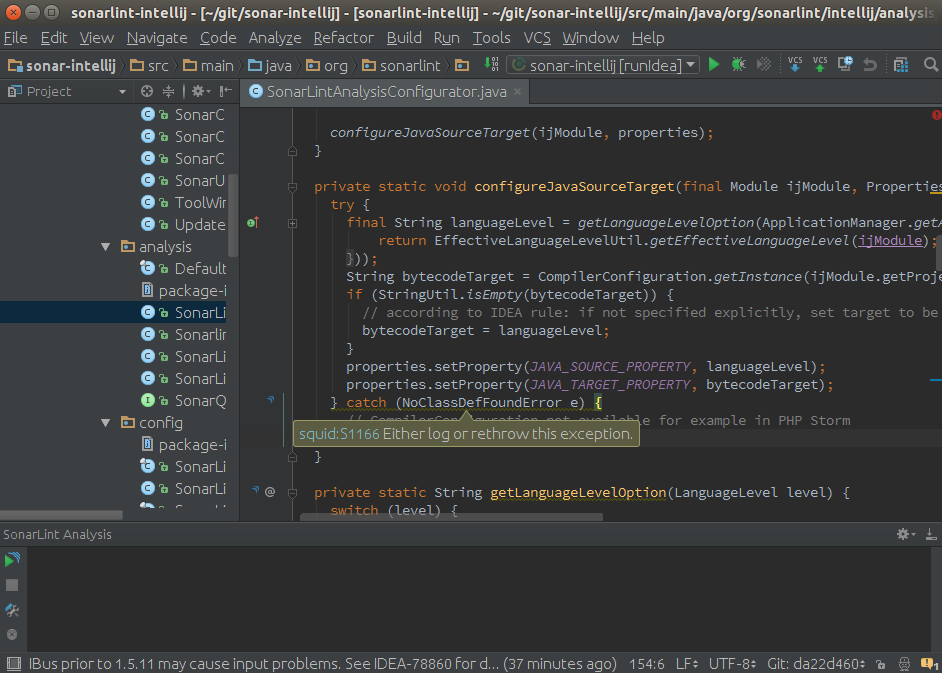 sonarlint-intellij - [~/git/sonar-intellij] - [sonarlint-intellij] - ~/git/sonar-intellij/src/main/java/org/sonarlint/intellij/analysis
File Edit View Navigate Code Analyze Refactor Build Run Tools VCS Window Help
sonar-intellij src main java org sonarlint sonar-intellij [runIdea] VCS VCS
Project SonarLintAnalysisConfigurator.java
SonarC
SonarC
SonarC
SonarU
ToolWin
Update
analysis
Default
package-i
SonarLi
Sonarlin
SonarLi
SonarLi
SonarQ
config
package-i
SonarLi
SonarLi
configureJavaSourceTarget(ijModule, properties);
}
private static void configureJavaSourceTarget(final Module ijModule, Properties
try {
final String languageLevel = getLanguageLevelOption(ApplicationManager.getA
return EffectiveLanguageLevelUtil.getEffectiveLanguageLevel(ijModule);
}));
String bytecodeTarget = CompilerConfiguration.getInstance(ijModule.getProje
if (StringUtil.isEmpty(bytecodeTarget)) {
// according to IDEA rule: if not specified explicitly, set target to be
bytecodeTarget = languageLevel;
}
properties.setProperty(JAVA_SOURCE_PROPERTY, languageLevel);
properties.setProperty(JAVA_TARGET_PROPERTY, bytecodeTarget);
} catch (NoClassDefFoundError e) {
// CompilerConfiguration not available for example in PHP Storm
squid:S1166 Either log or rethrow this exception.
}
private static String getLanguageLevelOption(LanguageLevel level) {
switch (level) {
SonarLint Analysis
IBus prior to 1.5.11 may cause input problems. See IDEA-78860 for d... (37 minutes ago) 154:6 LF UTF-8 Git: da22d460 1